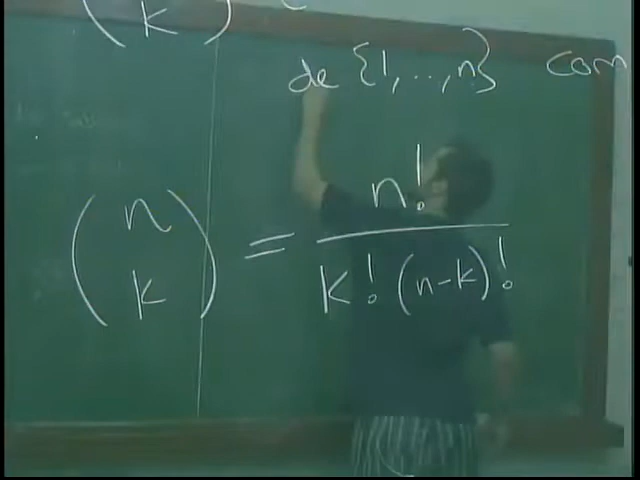 ( k )
de {1, .., n} com
(n k) = n! / k! (n-k)!